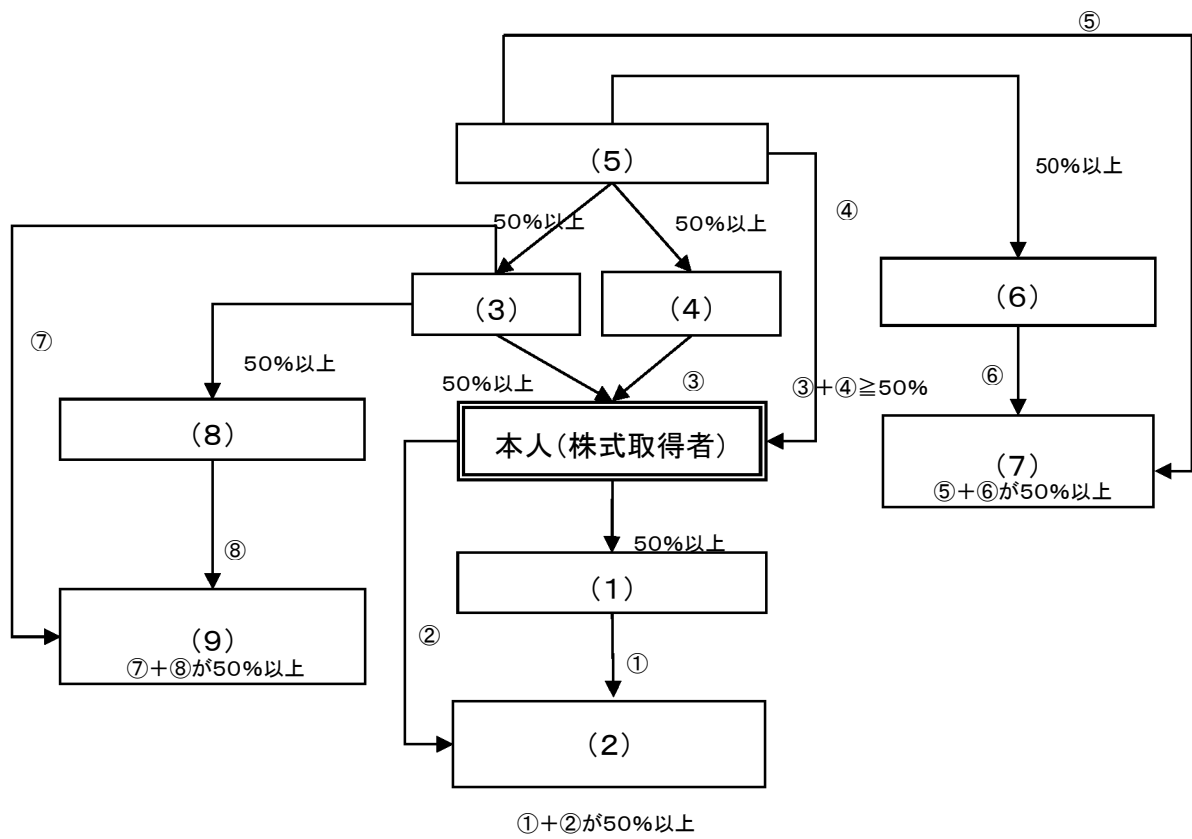 ⑤
(5)
50%以上
④
50%以上
50%以上
(3)
(4)
(6)
⑦
50%以上
50%以上
③
③+④≧50%
⑥
(8)
本人(株式取得者)
(7)
⑤+⑥が50%以上
⑧
50%以上
(1)
(9)
⑦+⑧が50%以上
②
①
(2)
①+②が50%以上